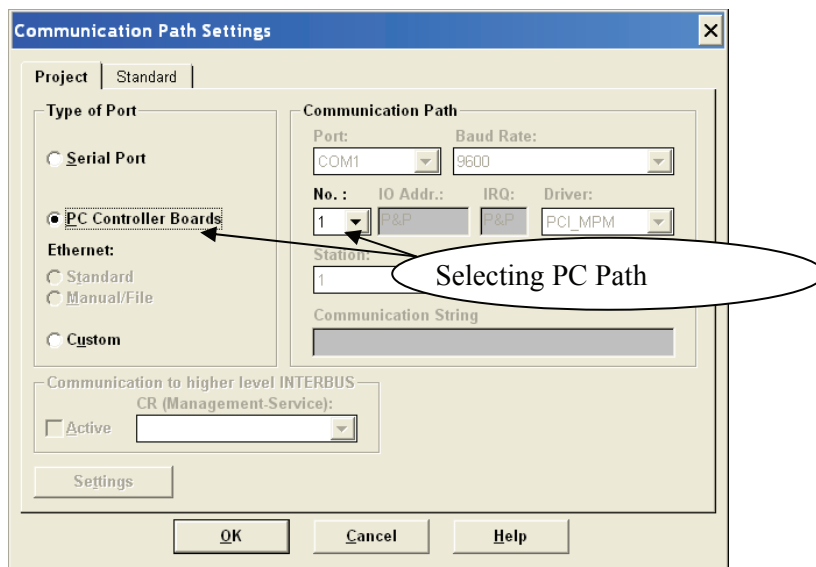 Communication Path Settings
Project Standard
Type of Port
Serial Port
PC Controller Boards
Ethernet:
Standard
Manual/File
Custom
Communication Path
Port: Baud Rate:
COM1 9600
No. : IO Addr.: IRQ: Driver:
1 P&P P&P PCI_MPM
Station:
1
Selecting PC Path
Communication String
Communication to higher level INTERBUS
CR (Management-Service):
Active
Settings
OK Cancel Help